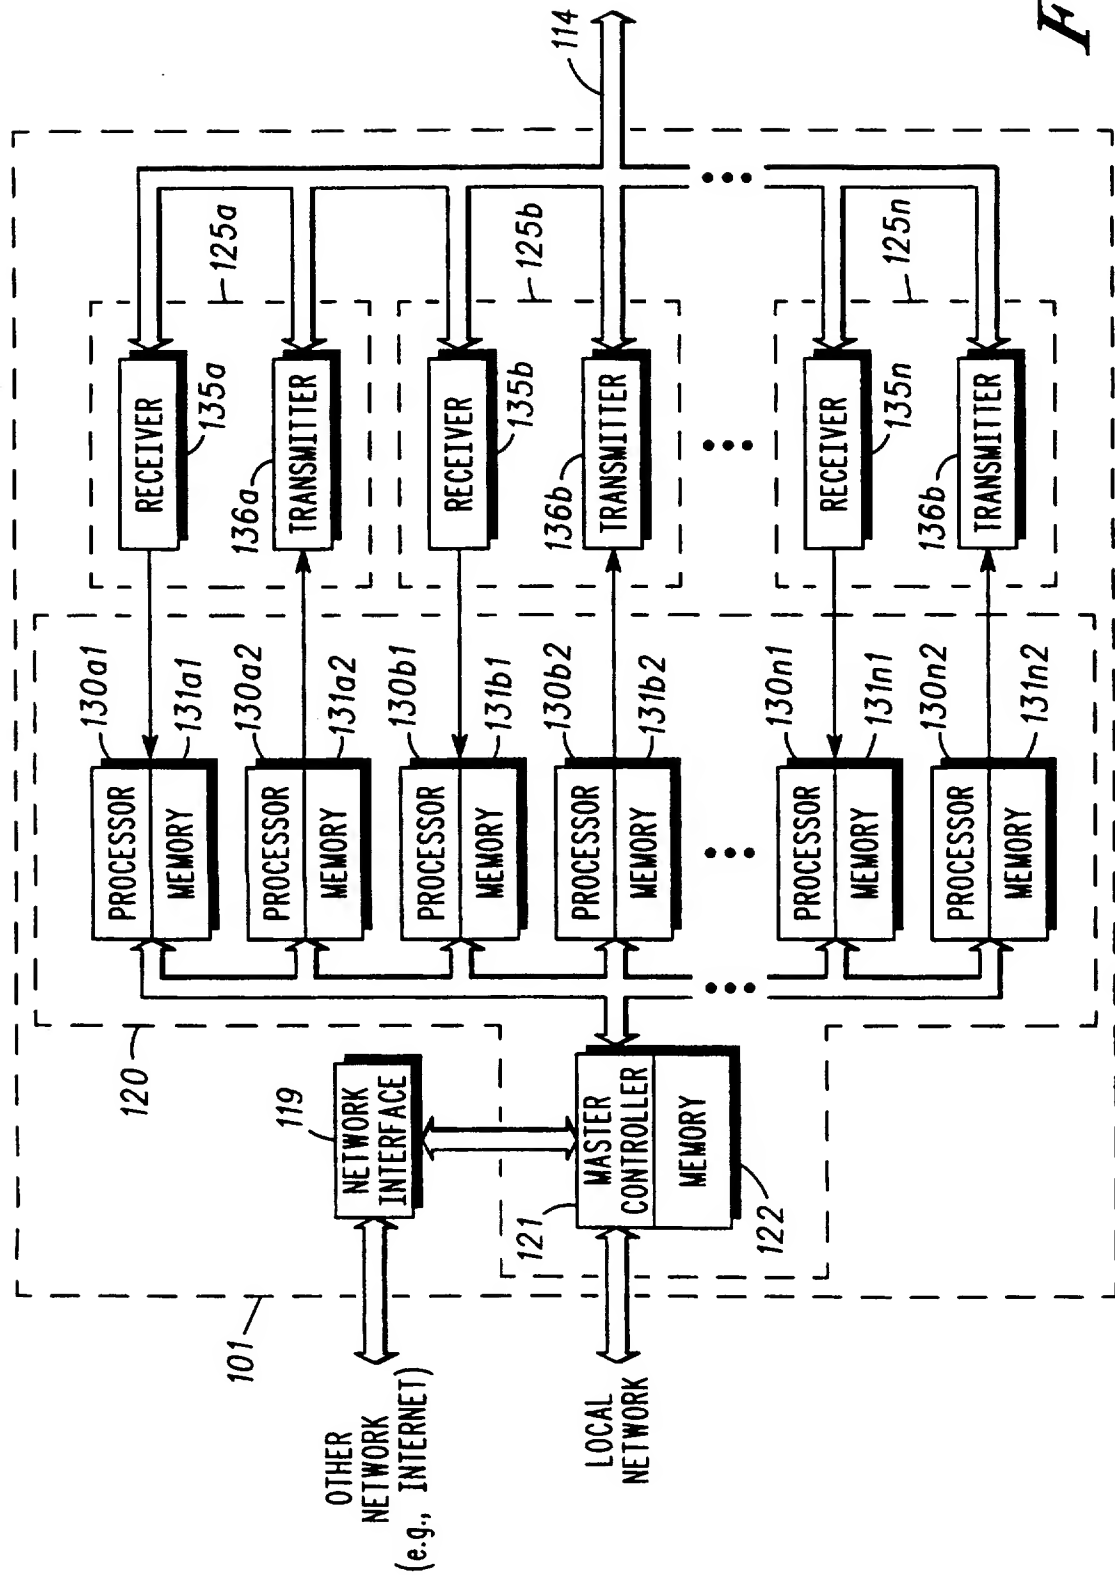 F
101
OTHER
NETWORK
(e.g., INTERNET)
LOCAL
NETWORK
119
NETWORK
INTERFACE
120
121
MASTER
CONTROLLER
MEMORY
122
PROCESSOR
MEMORY
130a1
131a1
PROCESSOR
MEMORY
130a2
131a2
PROCESSOR
MEMORY
130b1
131b1
PROCESSOR
MEMORY
130b2
131b2
PROCESSOR
MEMORY
130n1
131n1
PROCESSOR
MEMORY
130n2
131n2
RECEIVER
135a
125a
136a
TRANSMITTER
RECEIVER
135b
125b
136b
TRANSMITTER
RECEIVER
135n
125n
136b
TRANSMITTER
114